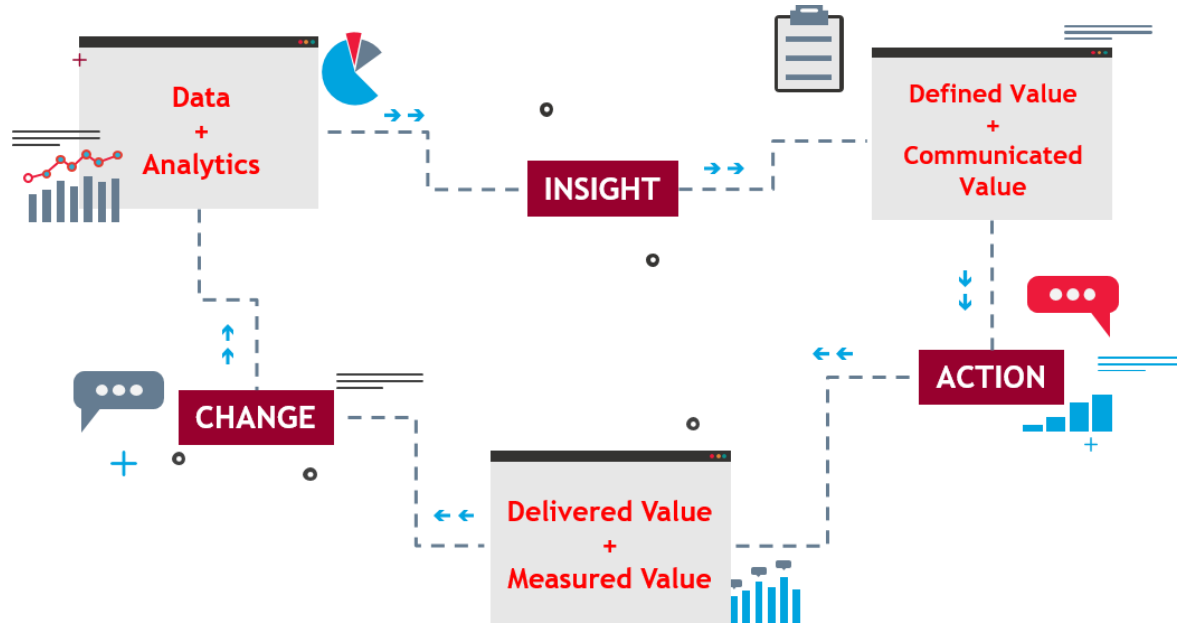 Data
+
Analytics
INSIGHT
Defined Value
+
Communicated
Value
ACTION
Delivered Value
+
Measured Value
CHANGE